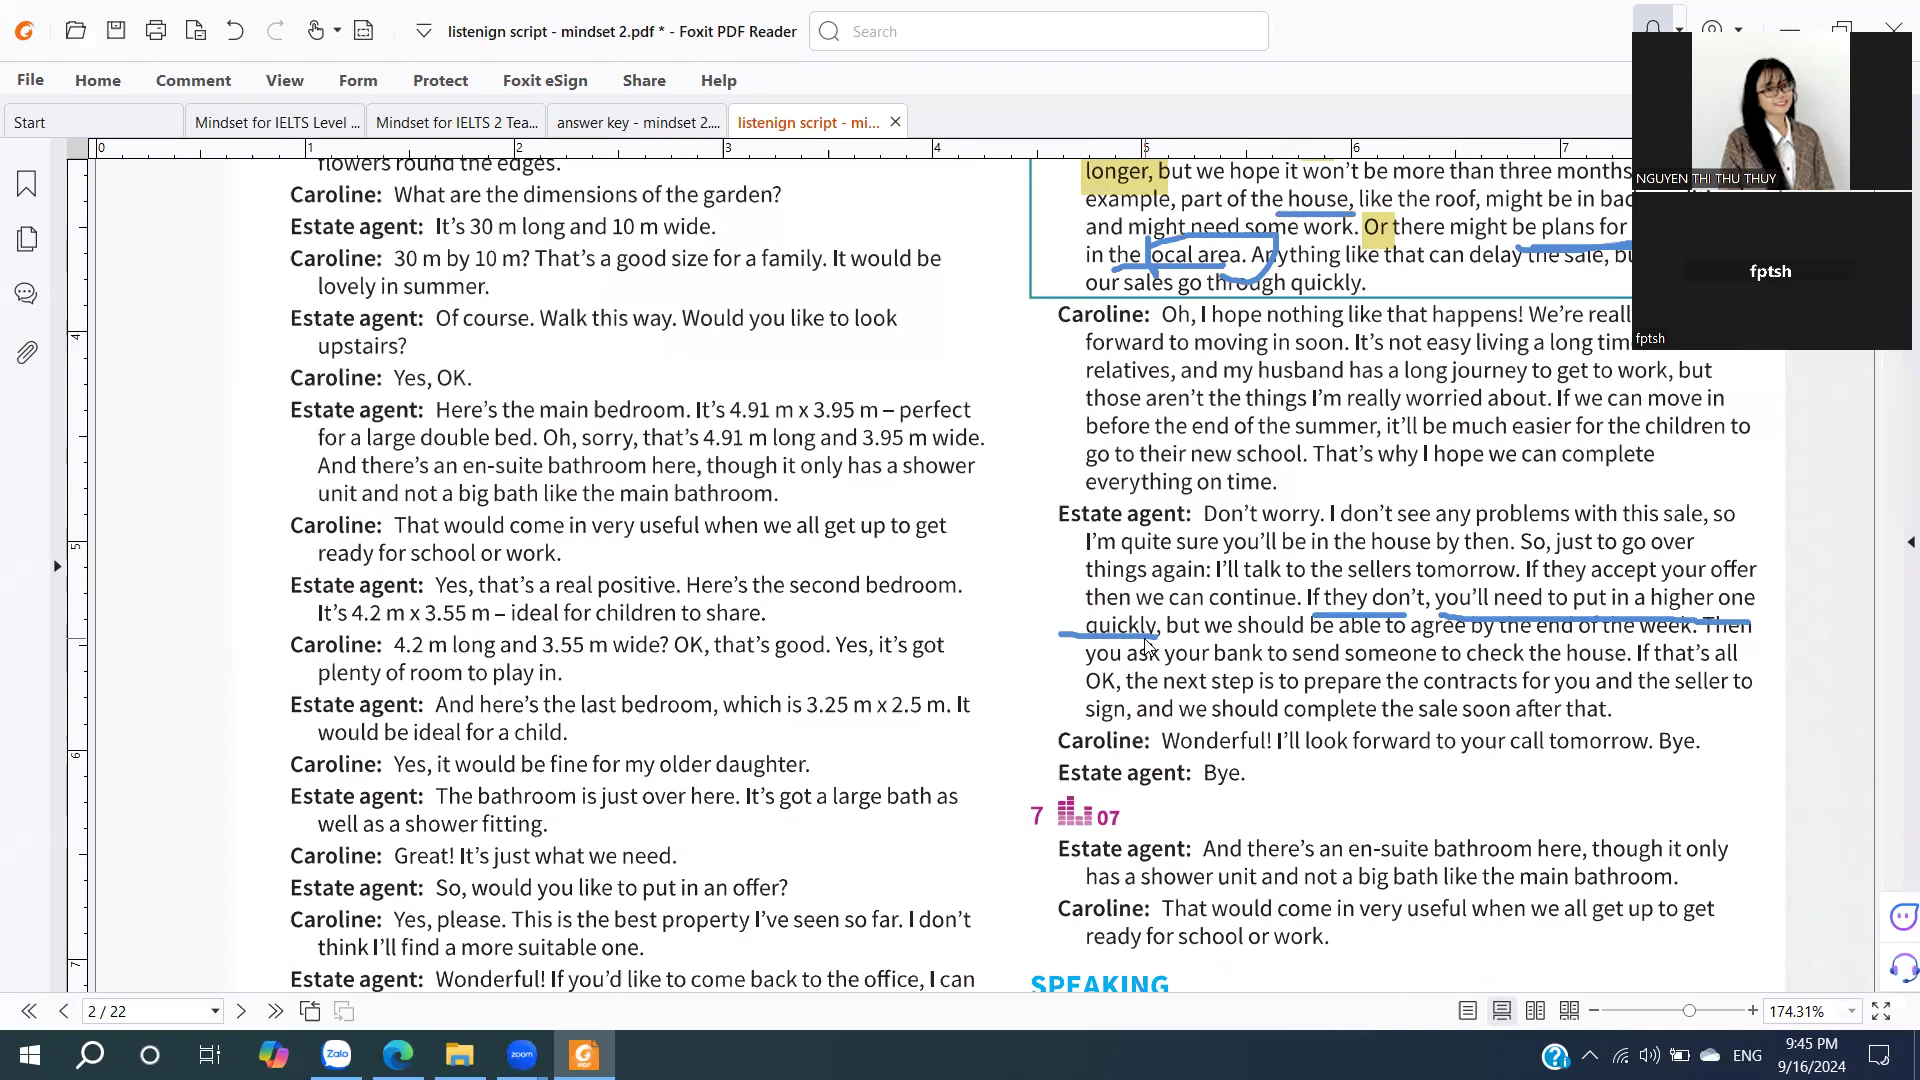 listenign script - mindset 2.pdf * - Foxit PDF Reader
Search
File
Home
Comment
View
Form
Protect
Foxit eSign
Share
Help
Start
Mindset for IELTS Level ...
Mindset for IELTS 2 Tea...
answer key - mindset 2....
listenign script - mi...
0 1 2 3 4 5 6 7
flowers round the edges.
Caroline: What are the dimensions of the garden?
Estate agent: It's 30 m long and 10 m wide.
Caroline: 30 m by 10 m? That's a good size for a family. It would be
lovely in summer.
Estate agent: Of course. Walk this way. Would you like to look
upstairs?
Caroline: Yes, OK.
Estate agent: Here's the main bedroom. It's 4.91 m x 3.95 m – perfect
for a large double bed. Oh, sorry, that's 4.91 m long and 3.95 m wide.
And there's an en-suite bathroom here, though it only has a shower
unit and not a big bath like the main bathroom.
Caroline: That would come in very useful when we all get up to get
ready for school or work.
Estate agent: Yes, that's a real positive. Here's the second bedroom.
It's 4.2 m x 3.55 m – ideal for children to share.
Caroline: 4.2 m long and 3.55 m wide? OK, that's good. Yes, it's got
plenty of room to play in.
Estate agent: And here's the last bedroom, which is 3.25 m x 2.5 m. It
would be ideal for a child.
Caroline: Yes, it would be fine for my older daughter.
Estate agent: The bathroom is just over here. It's got a large bath as
well as a shower fitting.
Caroline: Great! It's just what we need.
Estate agent: So, would you like to put in an offer?
Caroline: Yes, please. This is the best property I've seen so far. I don't
think I'll find a more suitable one.
Estate agent: Wonderful! If you'd like to come back to the office, I can
longer, but we hope it won't be more than three months
example, part of the house, like the roof, might be in bad
and might need some work. Or there might be plans for
in the local area. Anything like that can delay the sale, bu
our sales go through quickly.
Caroline: Oh, I hope nothing like that happens! We're reall
forward to moving in soon. It's not easy living a long tim
relatives, and my husband has a long journey to get to work, but
those aren't the things I'm really worried about. If we can move in
before the end of the summer, it'll be much easier for the children to
go to their new school. That's why I hope we can complete
everything on time.
Estate agent: Don't worry. I don't see any problems with this sale, so
I'm quite sure you'll be in the house by then. So, just to go over
things again: I'll talk to the sellers tomorrow. If they accept your offer
then we can continue. If they don't, you'll need to put in a higher one
quickly, but we should be able to agree by the end of the week. Then
you ask your bank to send someone to check the house. If that's all
OK, the next step is to prepare the contracts for you and the seller to
sign, and we should complete the sale soon after that.
Caroline: Wonderful! I'll look forward to your call tomorrow. Bye.
Estate agent: Bye.
7 07
Estate agent: And there's an en-suite bathroom here, though it only
has a shower unit and not a big bath like the main bathroom.
Caroline: That would come in very useful when we all get up to get
ready for school or work.
SPEAKING
NGUYEN THI THU THUY
fptsh
fptsh
4
5
6
7
2 / 22
174.31%
Zalo
zoom
ENG
9:45 PM
9/16/2024